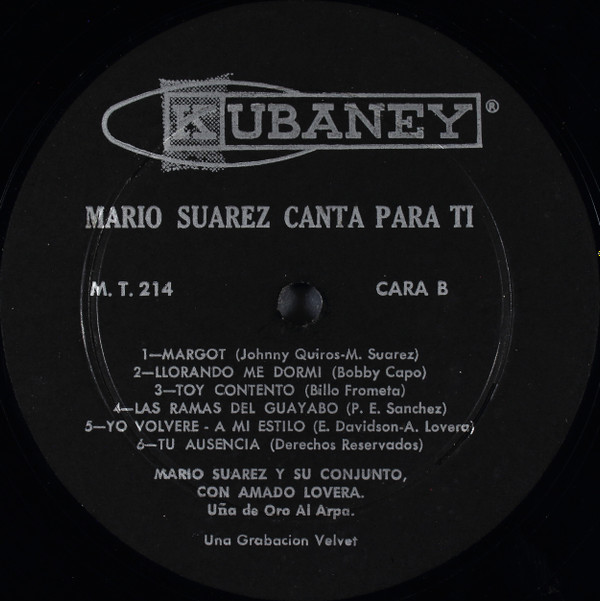 KUBANEY®
MARIO SUAREZ CANTA PARA TI
M. T. 214 CARA B
1—MARGOT (Johnny Quiros-M. Suarez)
2—LLORANDO ME DORMI (Bobby Capo)
3—TOY CONTENTO (Billo Frometa)
4—LAS RAMAS DEL GUAYABO (P. E. Sanchez)
5—YO VOLVERE - A MI ESTILO (E. Davidson-A. Lovera)
6—TU AUSENCIA (Derechos Reservados)
MARIO SUAREZ Y SU CONJUNTO,
CON AMADO LOVERA.
Uña de Oro Al Arpa.
Una Grabacion Velvet